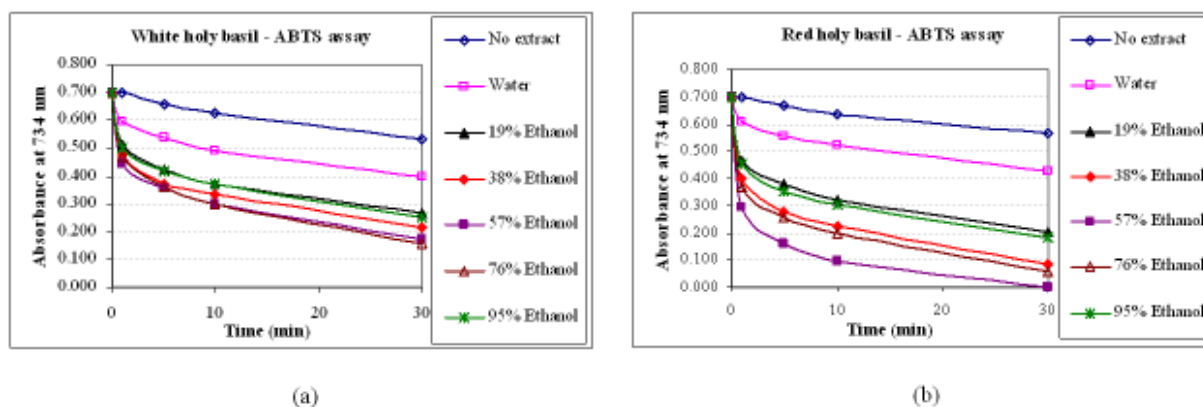 White holy basil - ABTS assay
Absorbance at 734 nm
0.800
0.700
0.600
0.500
0.400
0.300
0.200
0.100
0.000
0
10
20
30
Time (min)
No extract
Water
19% Ethanol
38% Ethanol
57% Ethanol
76% Ethanol
95% Ethanol
(a)
Red holy basil - ABTS assay
Absorbance at 734 nm
0.800
0.700
0.600
0.500
0.400
0.300
0.200
0.100
0.000
0
10
20
30
Time (min)
No extract
Water
19% Ethanol
38% Ethanol
57% Ethanol
76% Ethanol
95% Ethanol
(b)